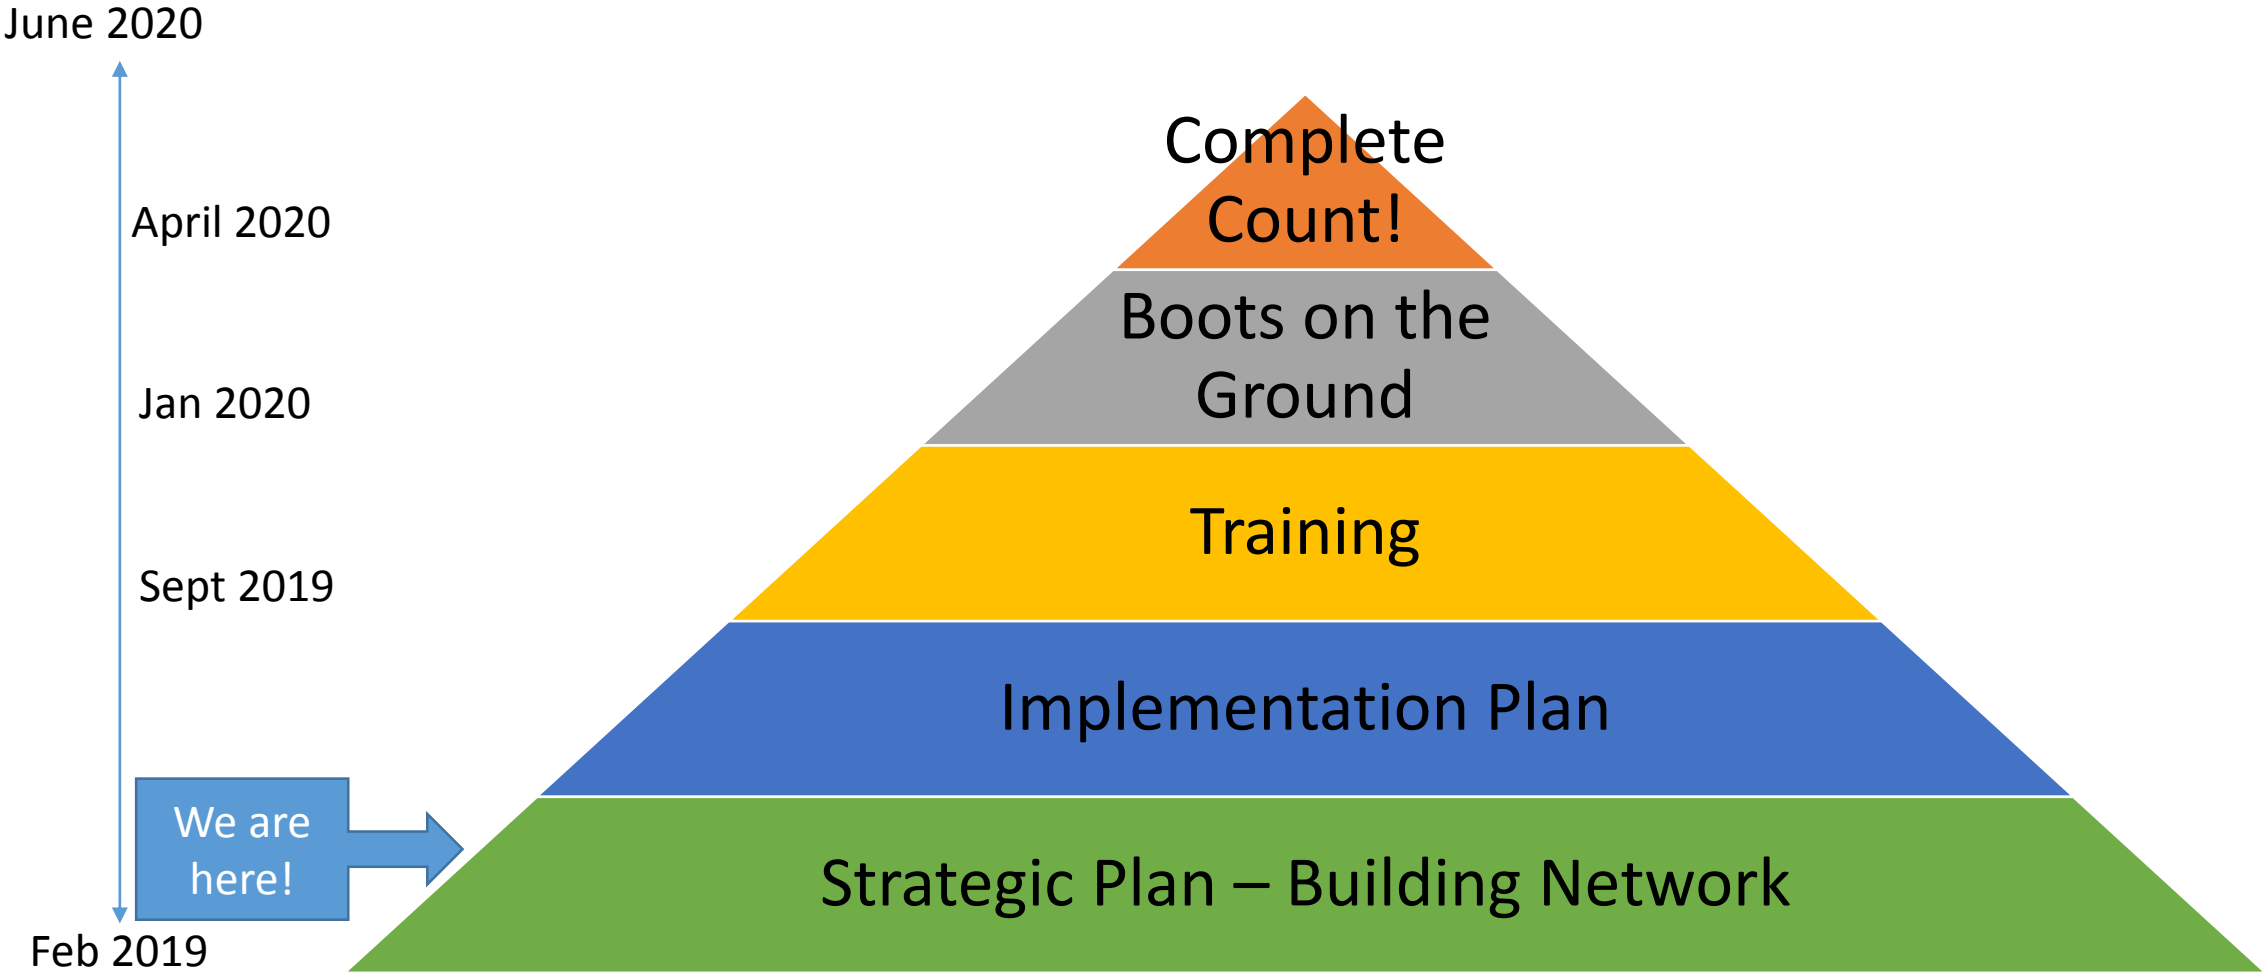 June 2020
April 2020
Jan 2020
Sept 2019
We are
here!
Feb 2019
Complete
Count!
Boots on the
Ground
Training
Implementation Plan
Strategic Plan – Building Network